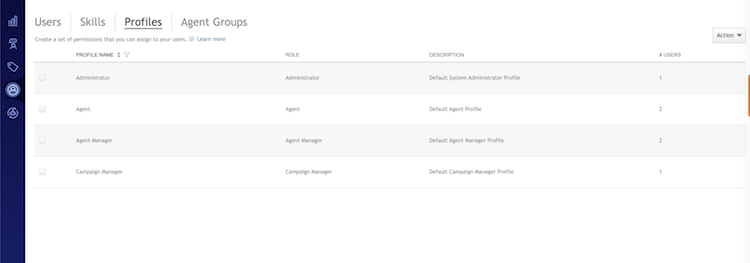 Users Skills Profiles Agent Groups
Create a set of permissions that you can assign to your users. Learn more
Action
PROFILE NAME ROLE DESCRIPTION # USERS
Administrator Administrator Default System Administrator Profile 1
Agent Agent Default Agent Profile 2
Agent Manager Agent Manager Default Agent Manager Profile 2
Campaign Manager Campaign Manager Default Campaign Manager Profile 1